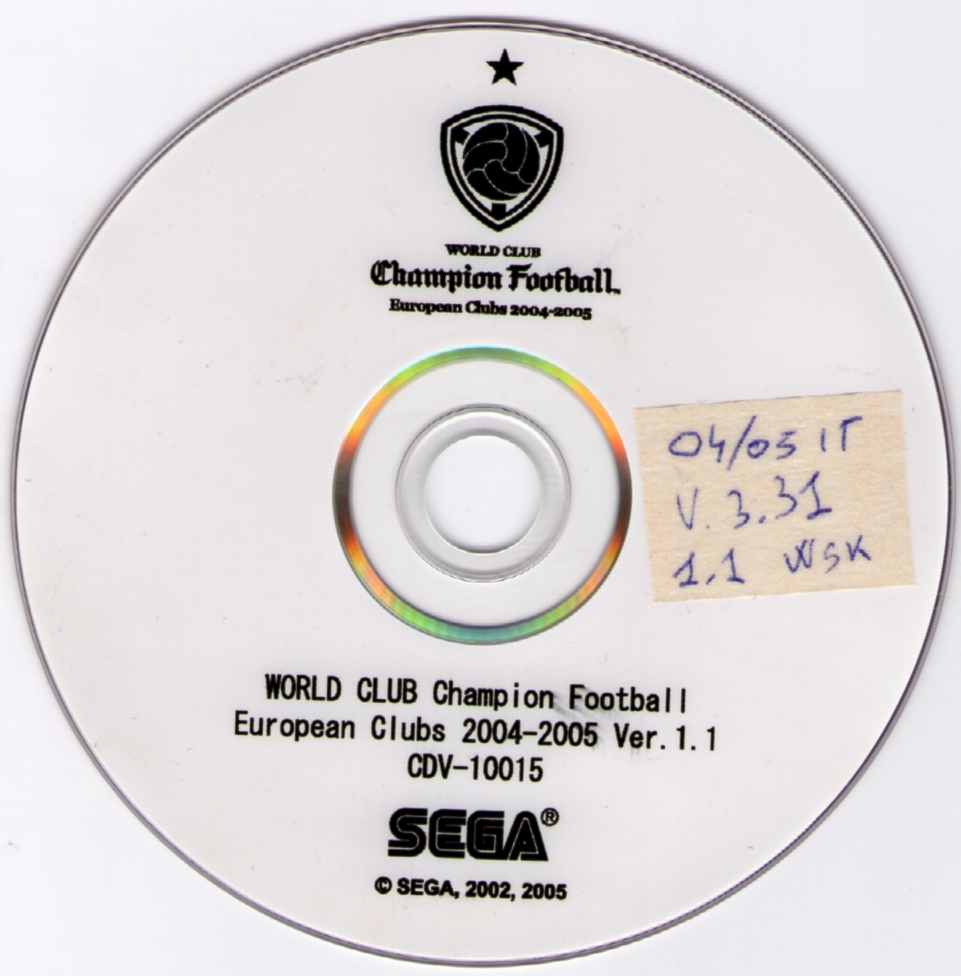 WORLD CLUB
Champion Football™
European Clubs 2004-2005
04/05 IT
V. 3.31
1.1 WSK
WORLD CLUB Champion Football
European Clubs 2004-2005 Ver.1.1
CDV-10015
SEGA®
© SEGA, 2002, 2005